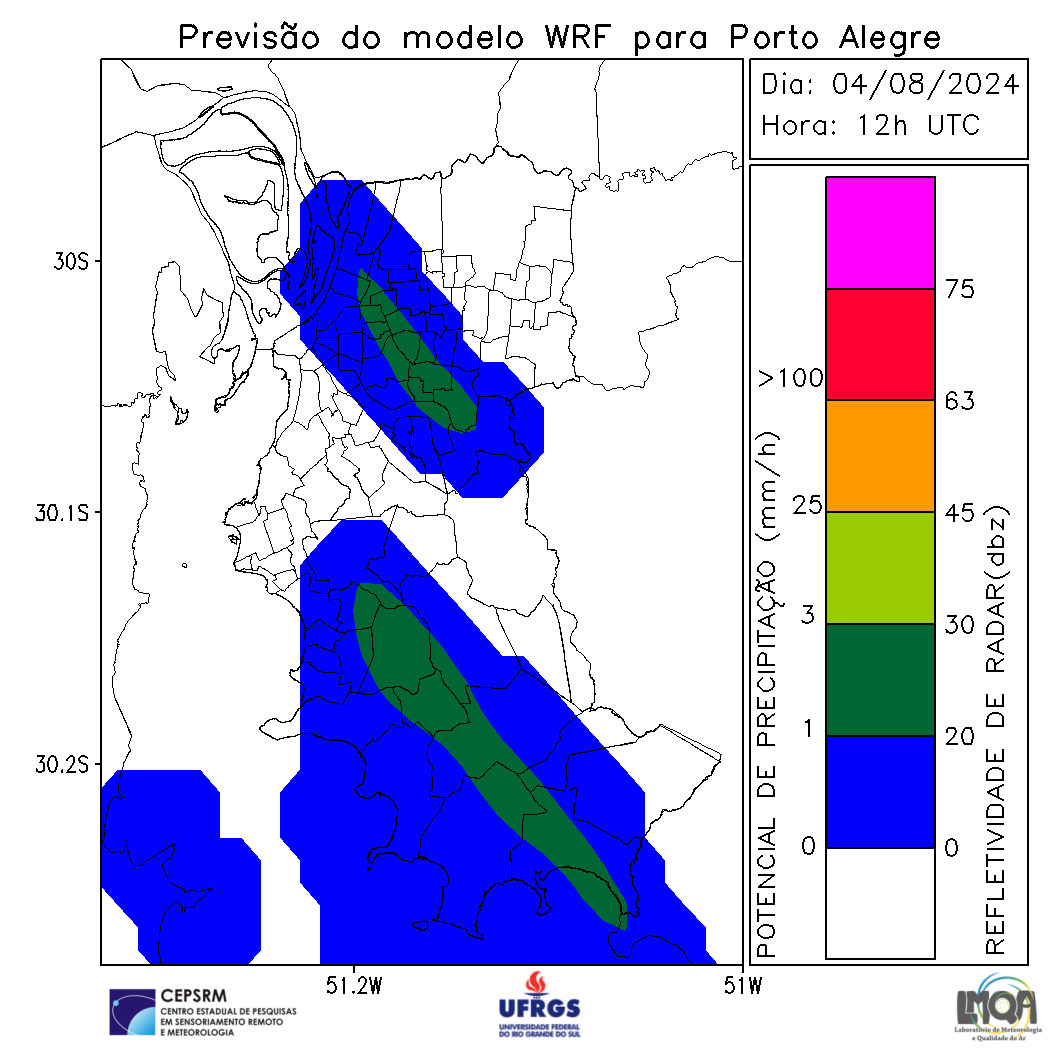 Previsão do modelo WRF para Porto Alegre
Dia: 04/08/2024
Hora: 12h UTC
30S
30.1S
30.2S
51.2W
51W
POTENCIAL DE PRECIPITAÇÃO (mm/h)
>100
25
3
1
0
75
63
45
30
20
0
REFLETIVIDADE DE RADAR(dbz)
CEPSRM
CENTRO ESTADUAL DE PESQUISAS
EM SENSORIAMENTO REMOTO
E METEOROLOGIA
UFRGS
UNIVERSIDADE FEDERAL
DO RIO GRANDE DO SUL
LMQA
Laboratório de Meteorologia
e Qualidade do Ar